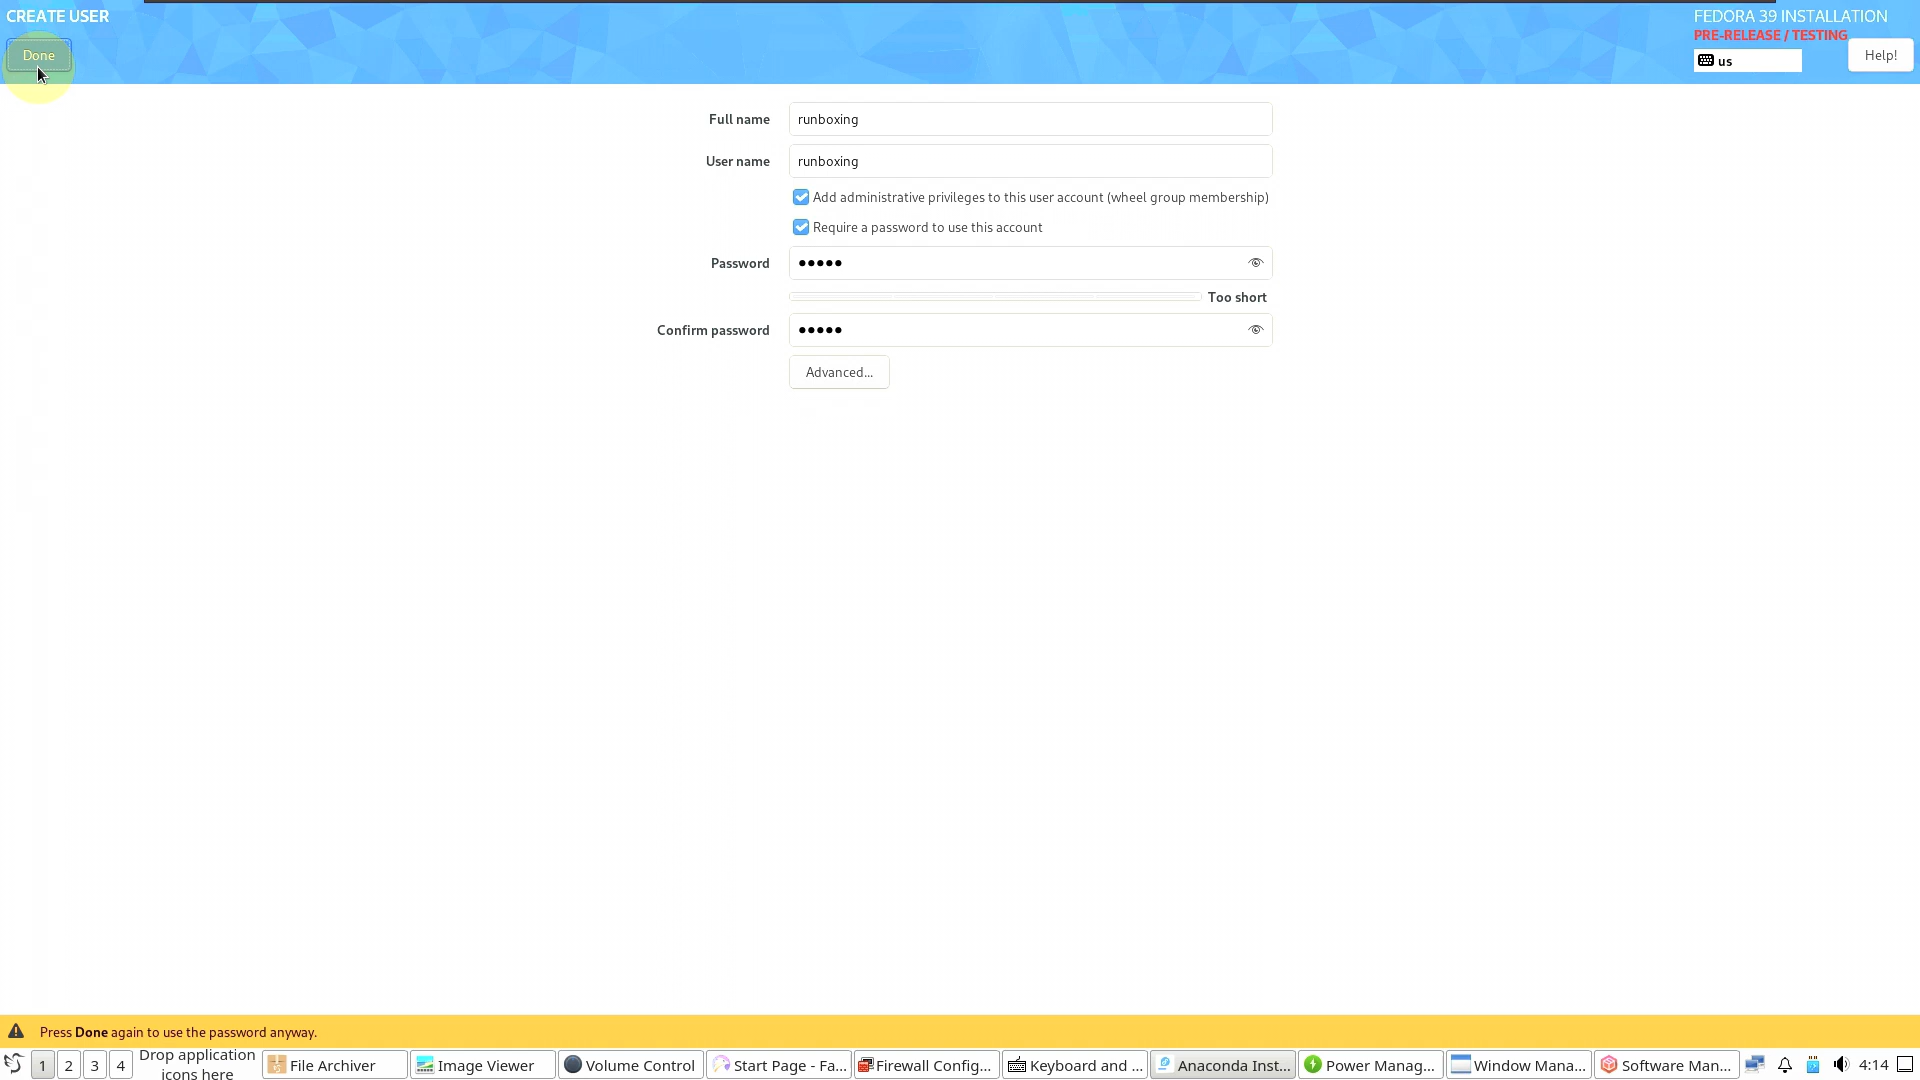 CREATE USER
FEDORA 39 INSTALLATION
PRE-RELEASE / TESTING
Done
us
Help!
Full name
runboxing
User name
runboxing
Add administrative privileges to this user account (wheel group membership)
Require a password to use this account
Password
●●●●●
Too short
Confirm password
●●●●●
Advanced...
Press Done again to use the password anyway.
1
2
3
4
Drop application
icons here
File Archiver
Image Viewer
Volume Control
Start Page - Fa...
Firewall Config...
Keyboard and ...
Anaconda Inst...
Power Manag...
Window Mana...
Software Man...
4:14